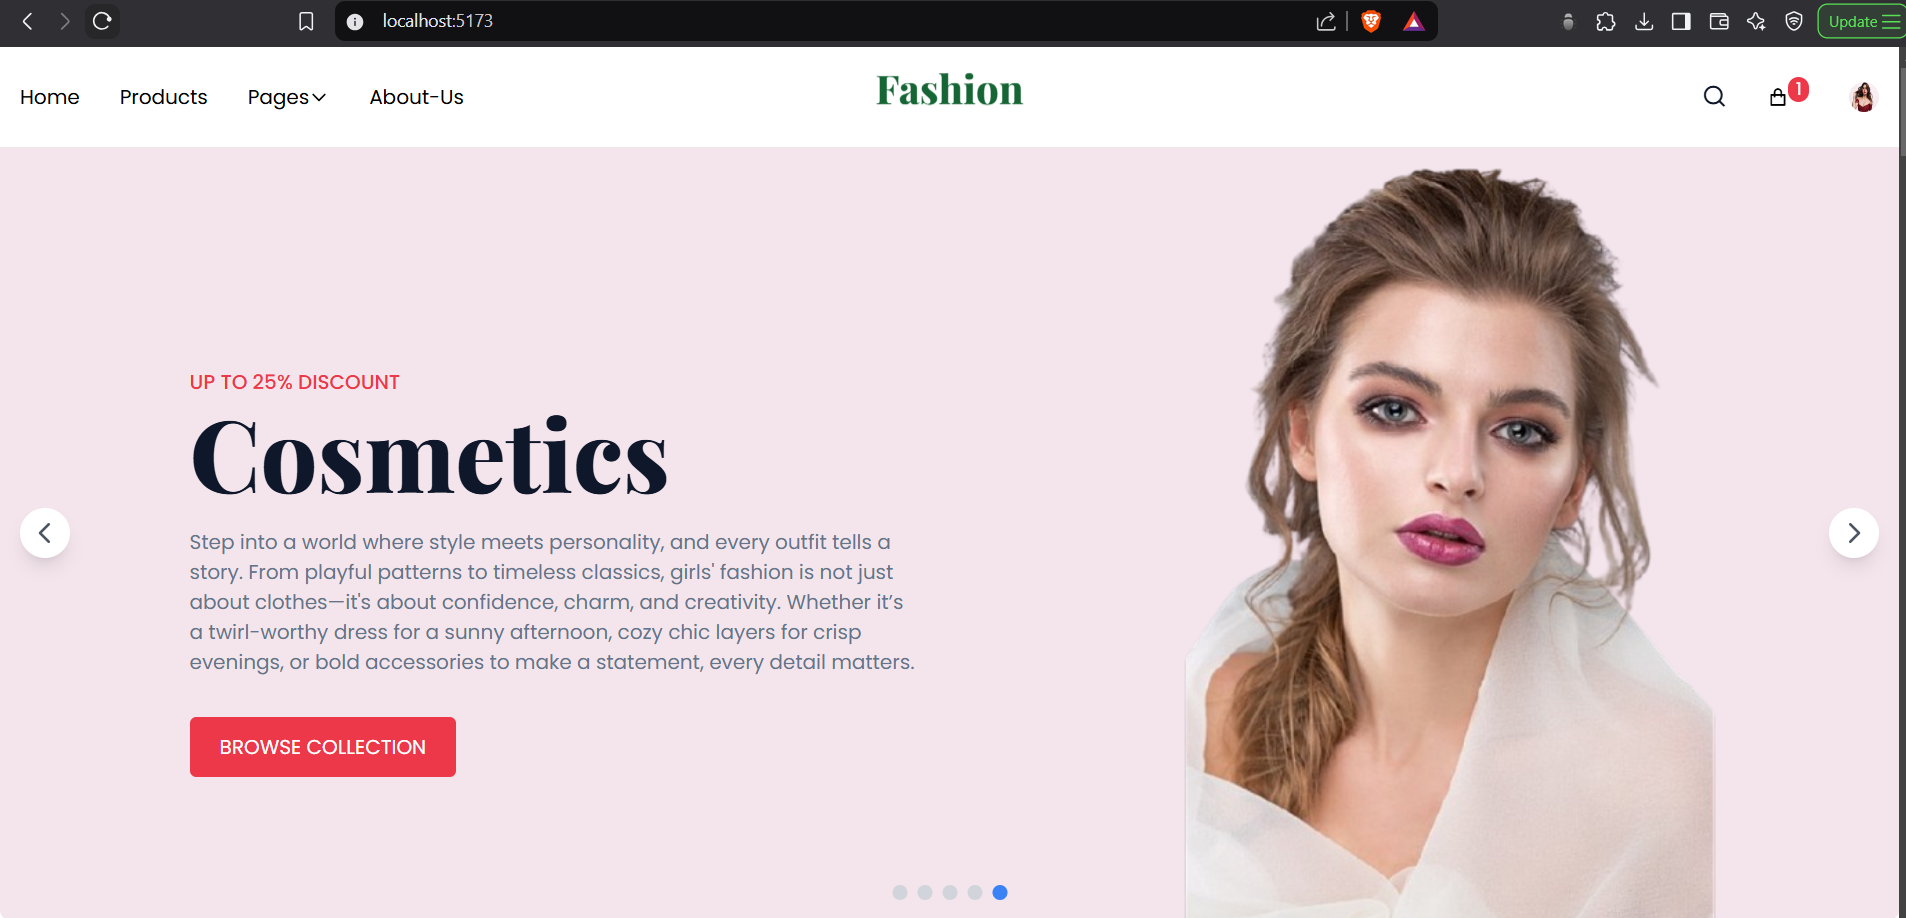 localhost:5173
Update
Home
Products
Pages
About-Us
Fashion
1
UP TO 25% DISCOUNT
Cosmetics
Step into a world where style meets personality, and every outfit tells a
story. From playful patterns to timeless classics, girls' fashion is not just
about clothes—it's about confidence, charm, and creativity. Whether it’s
a twirl-worthy dress for a sunny afternoon, cozy chic layers for crisp
evenings, or bold accessories to make a statement, every detail matters.
BROWSE COLLECTION